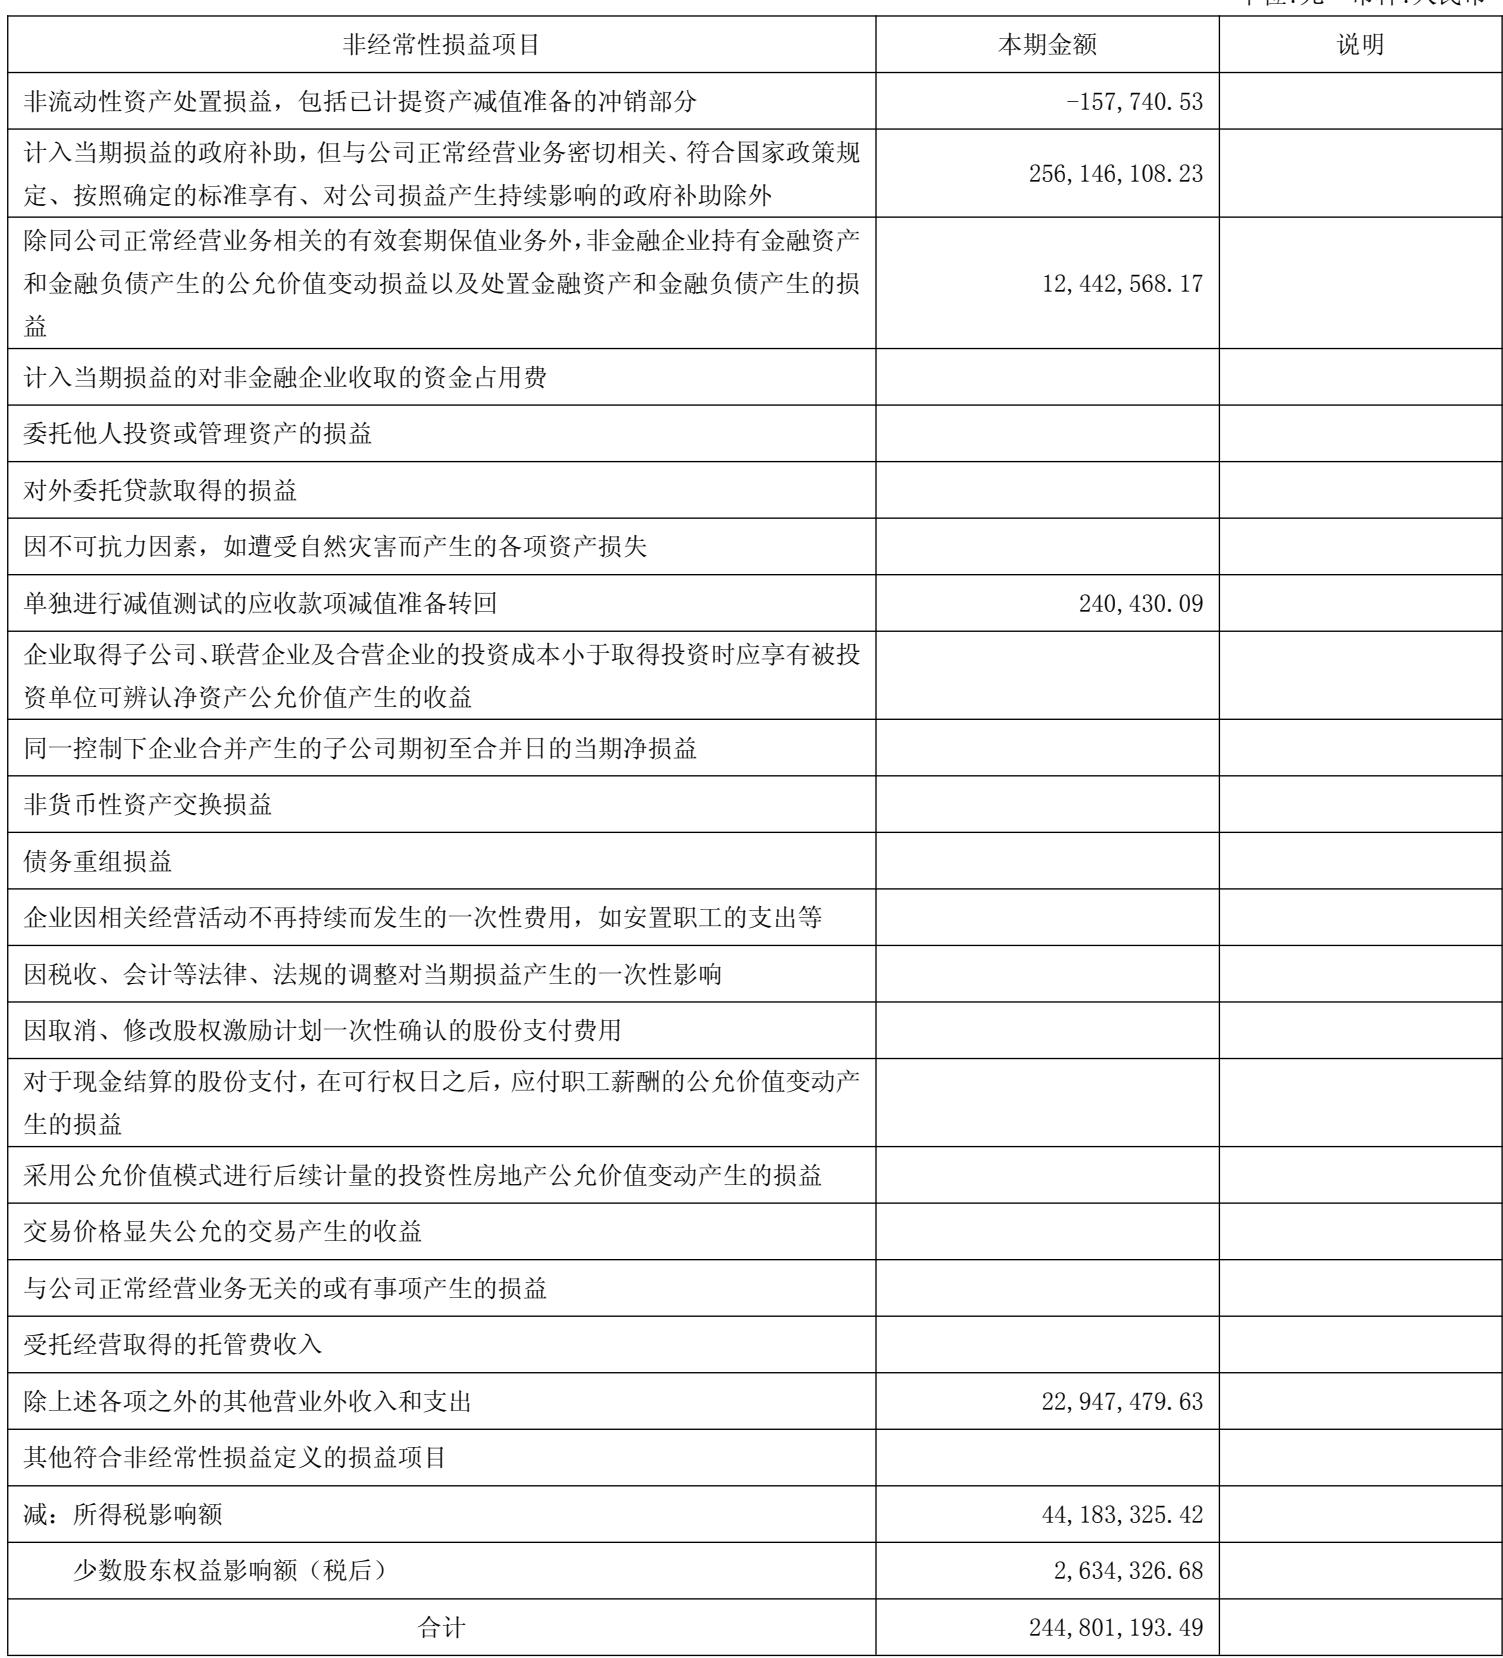 非经常性损益项目 本期金额 说明
非流动性资产处置损益，包括已计提资产减值准备的冲销部分 -157,740.53
计入当期损益的政府补助，但与公司正常经营业务密切相关、符合国家政策规
定、按照确定的标准享有、对公司损益产生持续影响的政府补助除外 256,146,108.23
除同公司正常经营业务相关的有效套期保值业务外，非金融企业持有金融资产
和金融负债产生的公允价值变动损益以及处置金融资产和金融负债产生的损 12,442,568.17
益
计入当期损益的对非金融企业收取的资金占用费
委托他人投资或管理资产的损益
对外委托贷款取得的损益
因不可抗力因素，如遭受自然灾害而产生的各项资产损失
单独进行减值测试的应收款项减值准备转回 240,430.09
企业取得子公司、联营企业及合营企业的投资成本小于取得投资时应享有被投
资单位可辨认净资产公允价值产生的收益
同一控制下企业合并产生的子公司期初至合并日的当期净损益
非货币性资产交换损益
债务重组损益
企业因相关经营活动不再持续而发生的一次性费用，如安置职工的支出等
因税收、会计等法律、法规的调整对当期损益产生的一次性影响
因取消、修改股权激励计划一次性确认的股份支付费用
对于现金结算的股份支付，在可行权日之后，应付职工薪酬的公允价值变动产
生的损益
采用公允价值模式进行后续计量的投资性房地产公允价值变动产生的损益
交易价格显失公允的交易产生的收益
与公司正常经营业务无关的或有事项产生的损益
受托经营取得的托管费收入
除上述各项之外的其他营业外收入和支出 22,947,479.63
其他符合非经常性损益定义的损益项目
减：所得税影响额 44,183,325.42
少数股东权益影响额（税后） 2,634,326.68
合计 244,801,193.49